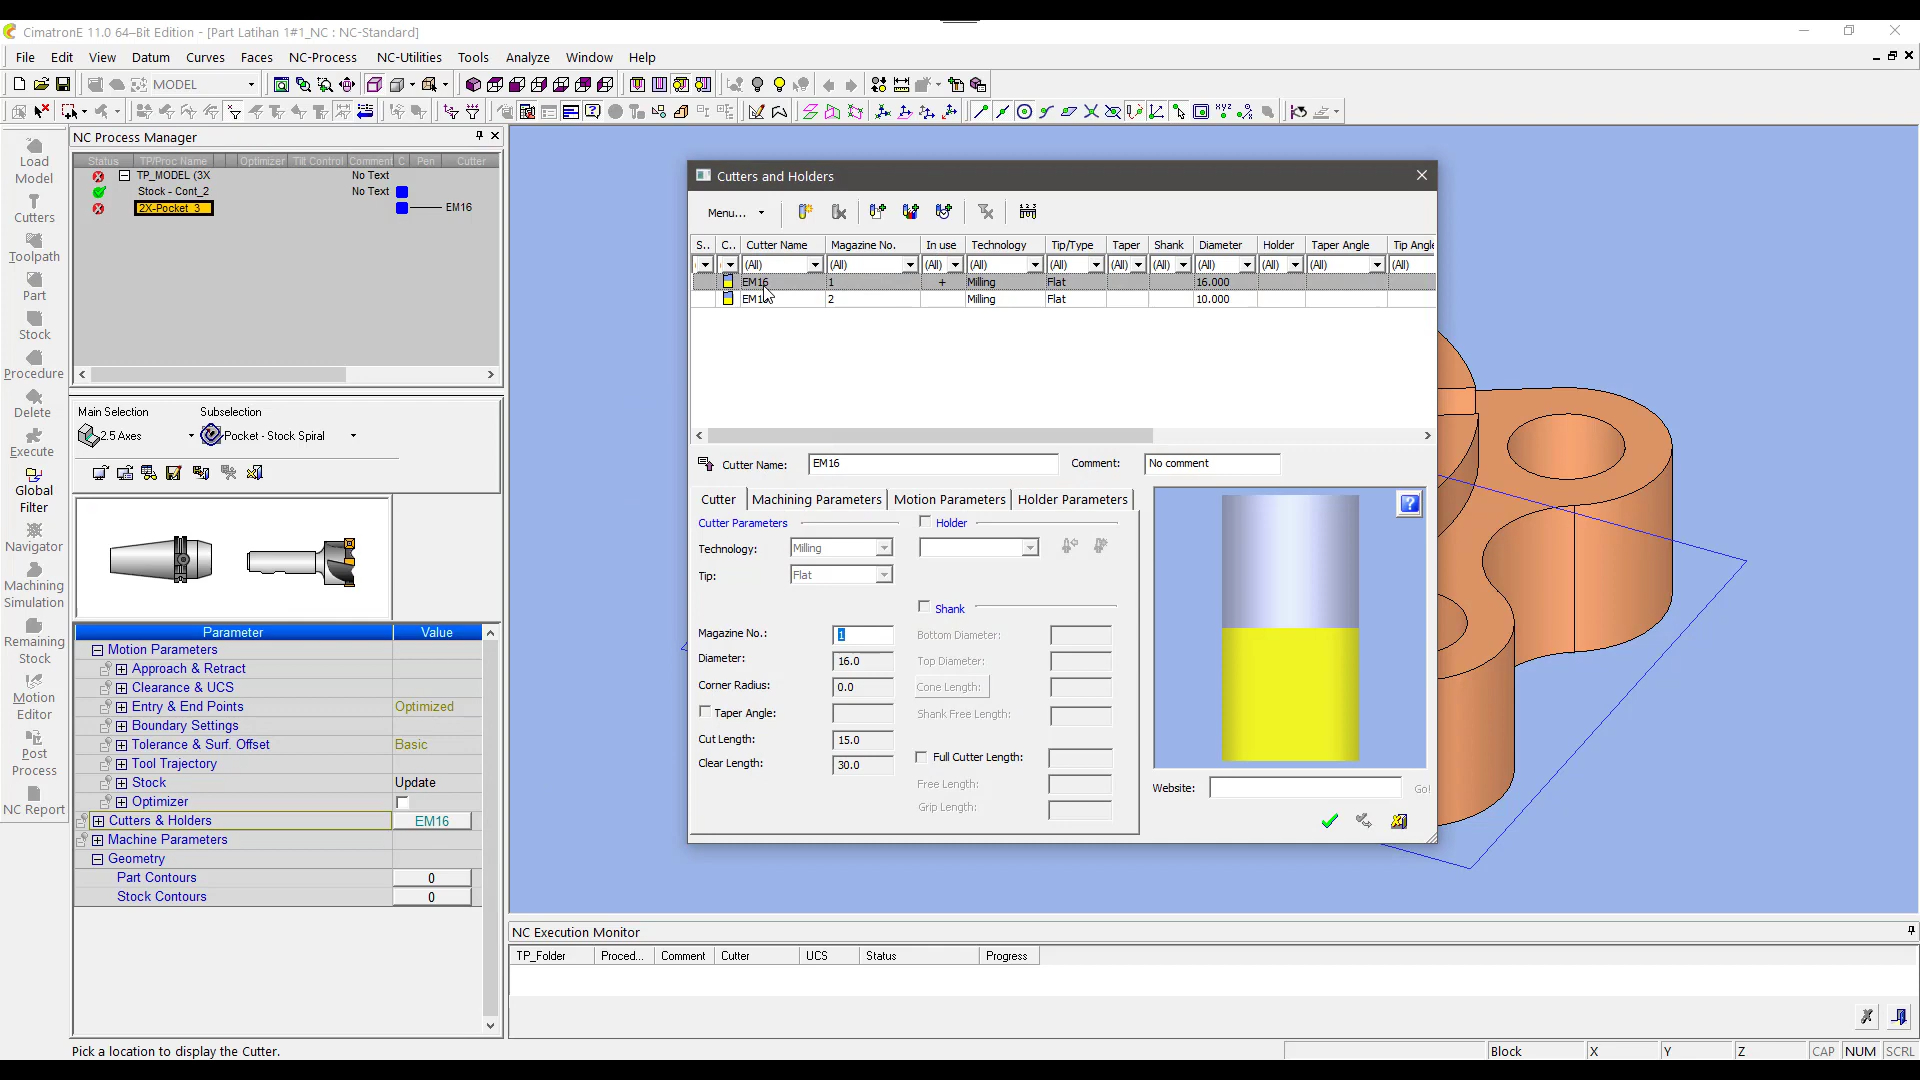 CimatronE 11.0 64–Bit Edition - [Part Latihan 1#1_NC : NC-Standard]
File Edit View Datum Curves Faces NC-Process NC-Utilities Tools Analyze Window Help
MODEL
NC Process Manager
Status TP/Proc Name Optimizer Tilt Control Comment C Pen Cutter
TP_MODEL (3X No Text
Stock - Cont_2 No Text
2X-Pocket_3 EM16
Load Model
Cutters
Toolpath
Part
Stock
Procedure
Delete
Execute
Global Filter
Navigator
Machining Simulation
Remaining Stock
Motion Editor
Post Process
NC Report
Main Selection Subselection
2.5 Axes Pocket - Stock Spiral
Parameter Value
Motion Parameters
Approach & Retract
Clearance & UCS
Entry & End Points Optimized
Boundary Settings
Tolerance & Surf. Offset Basic
Tool Trajectory
Stock Update
Optimizer
Cutters & Holders EM16
Machine Parameters
Geometry
Part Contours 0
Stock Contours 0
Cutters and Holders
Menu...
S.. C.. Cutter Name Magazine No. In use Technology Tip/Type Taper Shank Diameter Holder Taper Angle Tip Angle
(All) (All) (All) (All) (All) (All) (All) (All) (All) (All) (All)
EM16 1 + Milling Flat 16.000
2 Milling Flat 10.000
Cutter Name: EM16 Comment: No comment
Cutter Machining Parameters Motion Parameters Holder Parameters
Cutter Parameters Holder
Technology: Milling
Tip: Flat
Shank
Magazine No.: 1 Bottom Diameter:
Diameter: 16.0 Top Diameter:
Corner Radius: 0.0 Cone Length:
Taper Angle: Shank Free Length:
Cut Length: 15.0 Full Cutter Length:
Clear Length: 30.0 Free Length:
Grip Length:
Website: Go!
NC Execution Monitor
TP_Folder Proced... Comment Cutter UCS Status Progress
Pick a location to display the Cutter. Block X Y Z CAP NUM SCRL